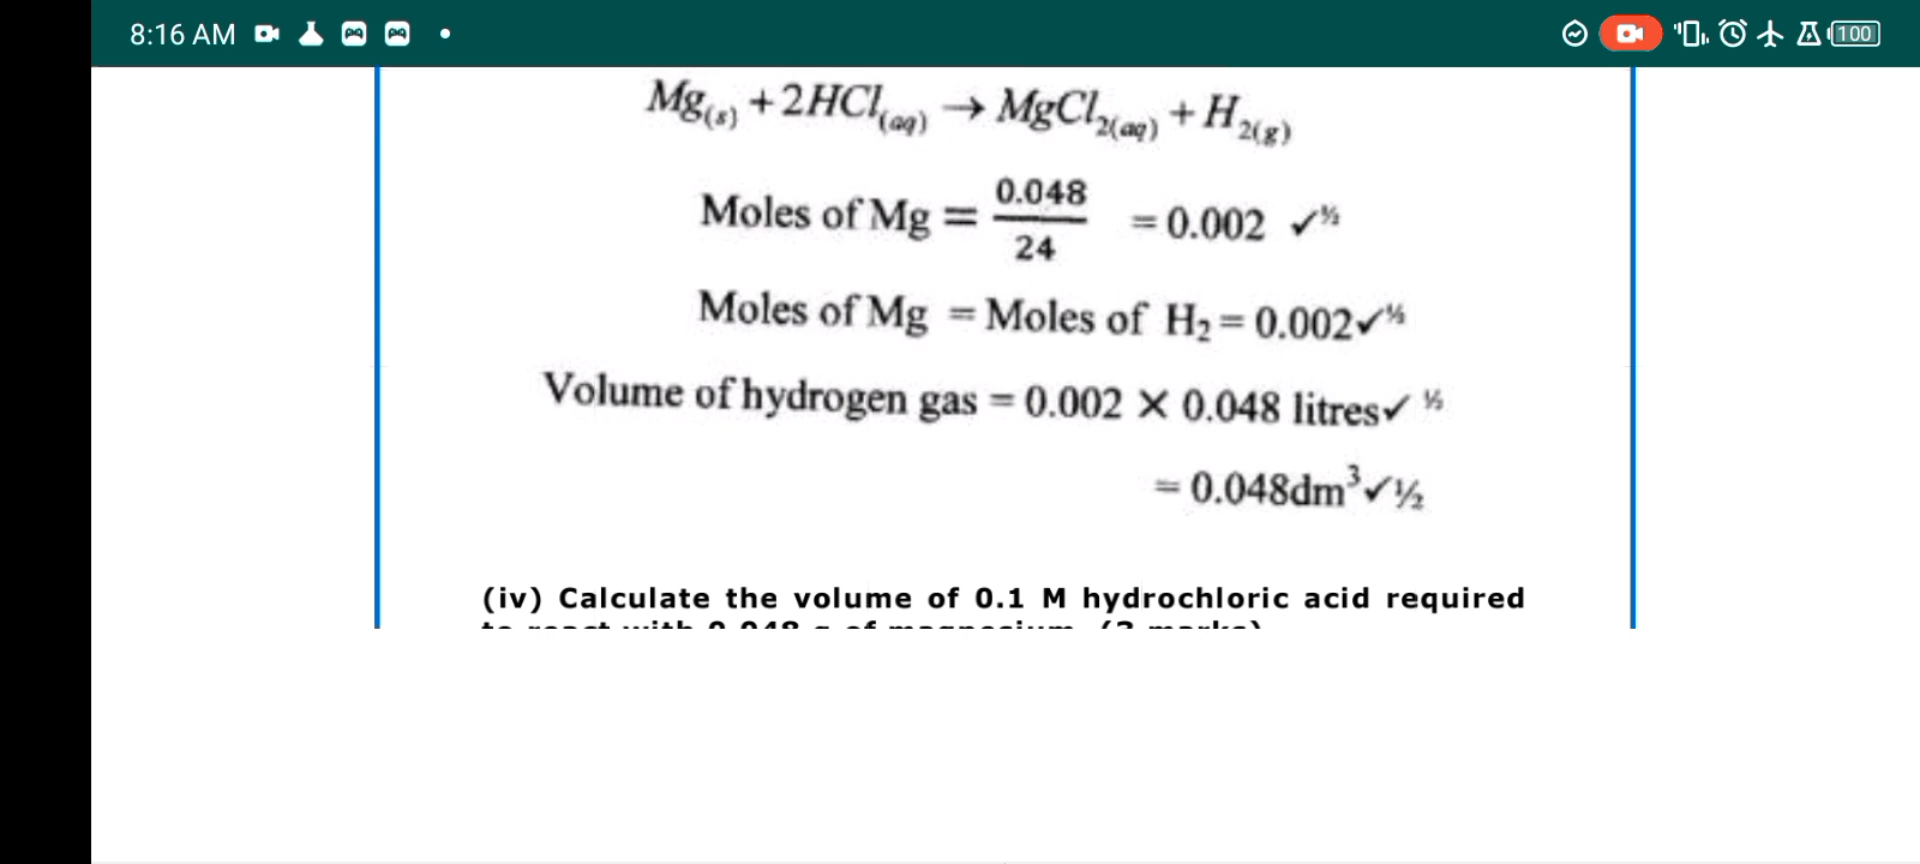 8:16 AM
100
Mg(s) + 2HCl(aq) → MgCl2(aq) + H2(g)
Moles of Mg = 0.048/24 = 0.002 ✓½
Moles of Mg = Moles of H₂ = 0.002✓½
Volume of hydrogen gas = 0.002 × 0.048 litres✓ ½
= 0.048dm³✓½
(iv) Calculate the volume of 0.1 M hydrochloric acid required